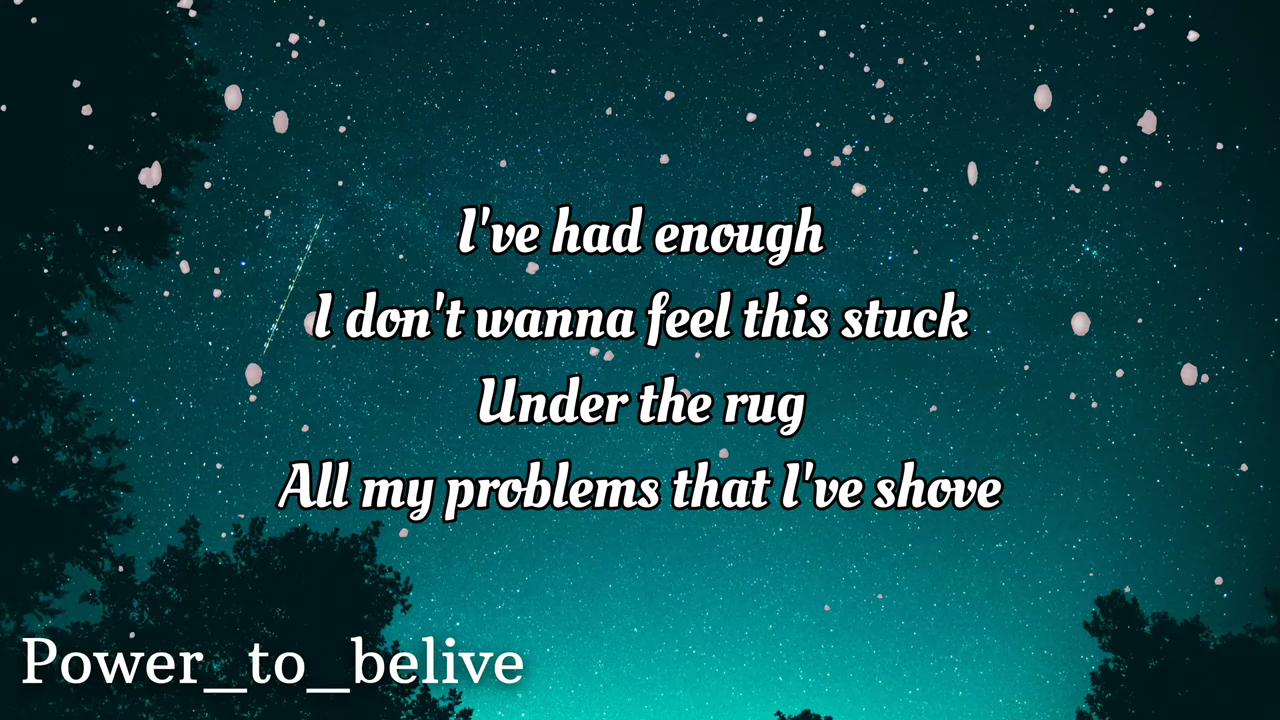 I've had enough
I don't wanna feel this stuck
Under the rug
All my problems that I've shove
Power_to_belive